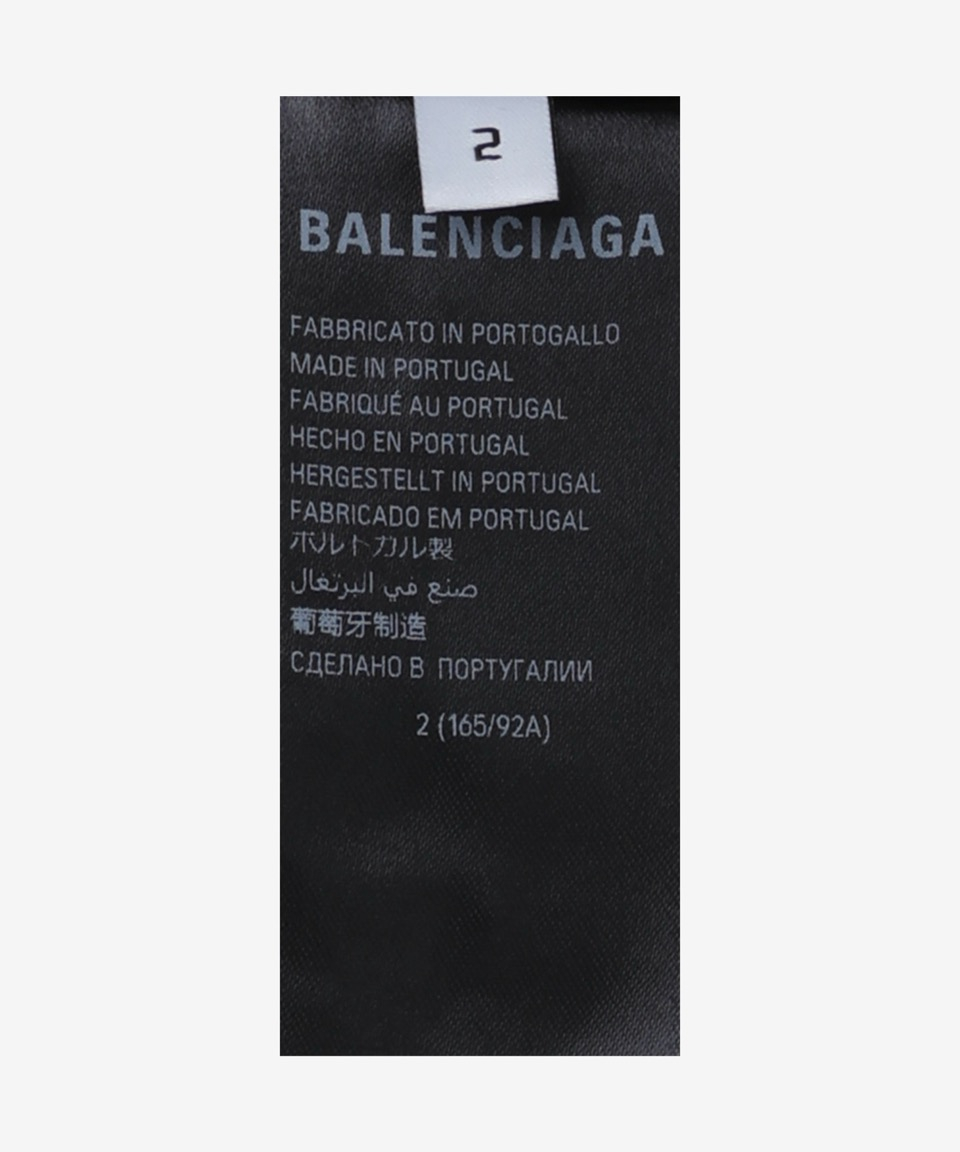 2
BALENCIAGA
FABBRICATO IN PORTOGALLO
MADE IN PORTUGAL
FABRIQUÉ AU PORTUGAL
HECHO EN PORTUGAL
HERGESTELLT IN PORTUGAL
FABRICADO EM PORTUGAL
ポルトガル製
صنع في البرتغال
葡萄牙制造
СДЕЛАНО В ПОРТУГАЛИИ
2 (165/92A)